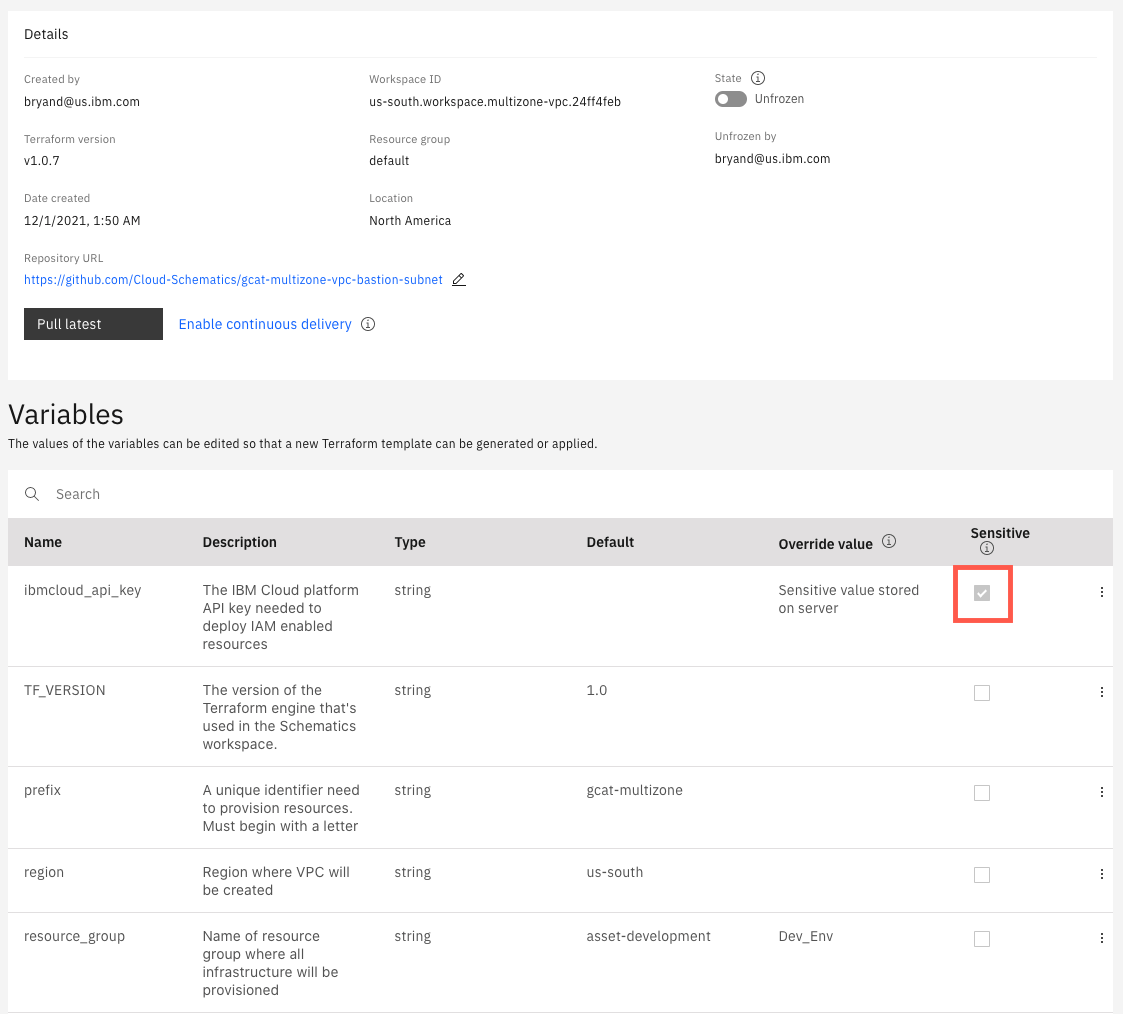 Details
Created by
bryand@us.ibm.com
Workspace ID
us-south.workspace.multizone-vpc.24ff4feb
State
Unfrozen
Terraform version
v1.0.7
Resource group
default
Unfrozen by
bryand@us.ibm.com
Date created
12/1/2021, 1:50 AM
Location
North America
Repository URL
https://github.com/Cloud-Schematics/gcat-multizone-vpc-bastion-subnet
Pull latest
Enable continuous delivery
Variables
The values of the variables can be edited so that a new Terraform template can be generated or applied.
Search
Name
Description
Type
Default
Override value
Sensitive
ibmcloud_api_key
The IBM Cloud platform
API key needed to
deploy IAM enabled
resources
string
Sensitive value stored
on server
TF_VERSION
The version of the
Terraform engine that's
used in the Schematics
workspace.
string
1.0
prefix
A unique identifier need
to provision resources.
Must begin with a letter
string
gcat-multizone
region
Region where VPC will
be created
string
us-south
resource_group
Name of resource
group where all
infrastructure will be
provisioned
string
asset-development
Dev_Env